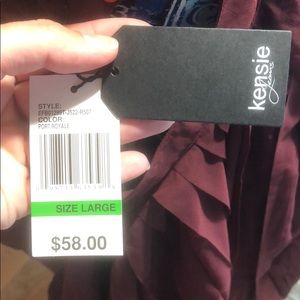 kensie
jeans
STYLE:
COLOR:
PORT ROYALE
SIZE LARGE
$58.00